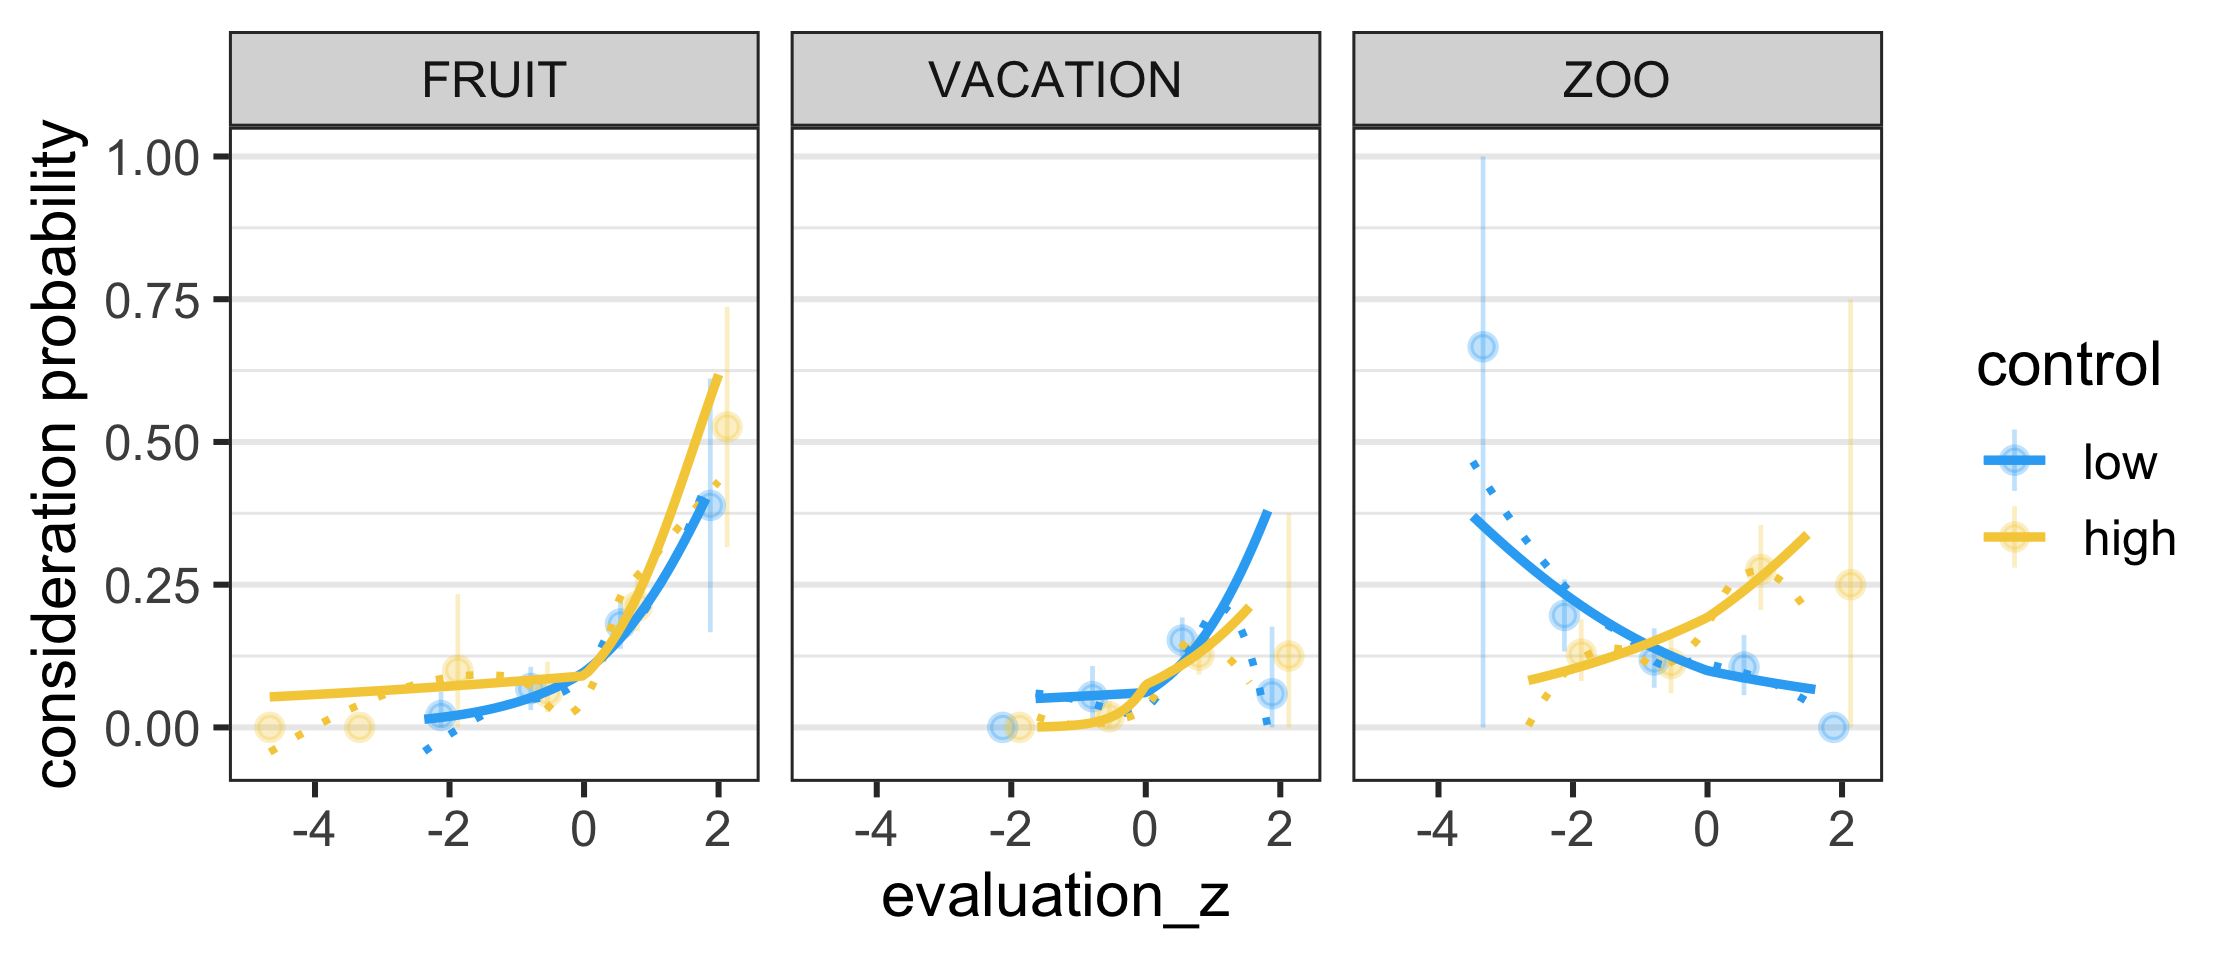 FRUIT VACATION ZOO
consideration probability
1.00
0.75
0.50
0.25
0.00
-4 -2 0 2 -4 -2 0 2 -4 -2 0 2
evaluation_z
control
low
high